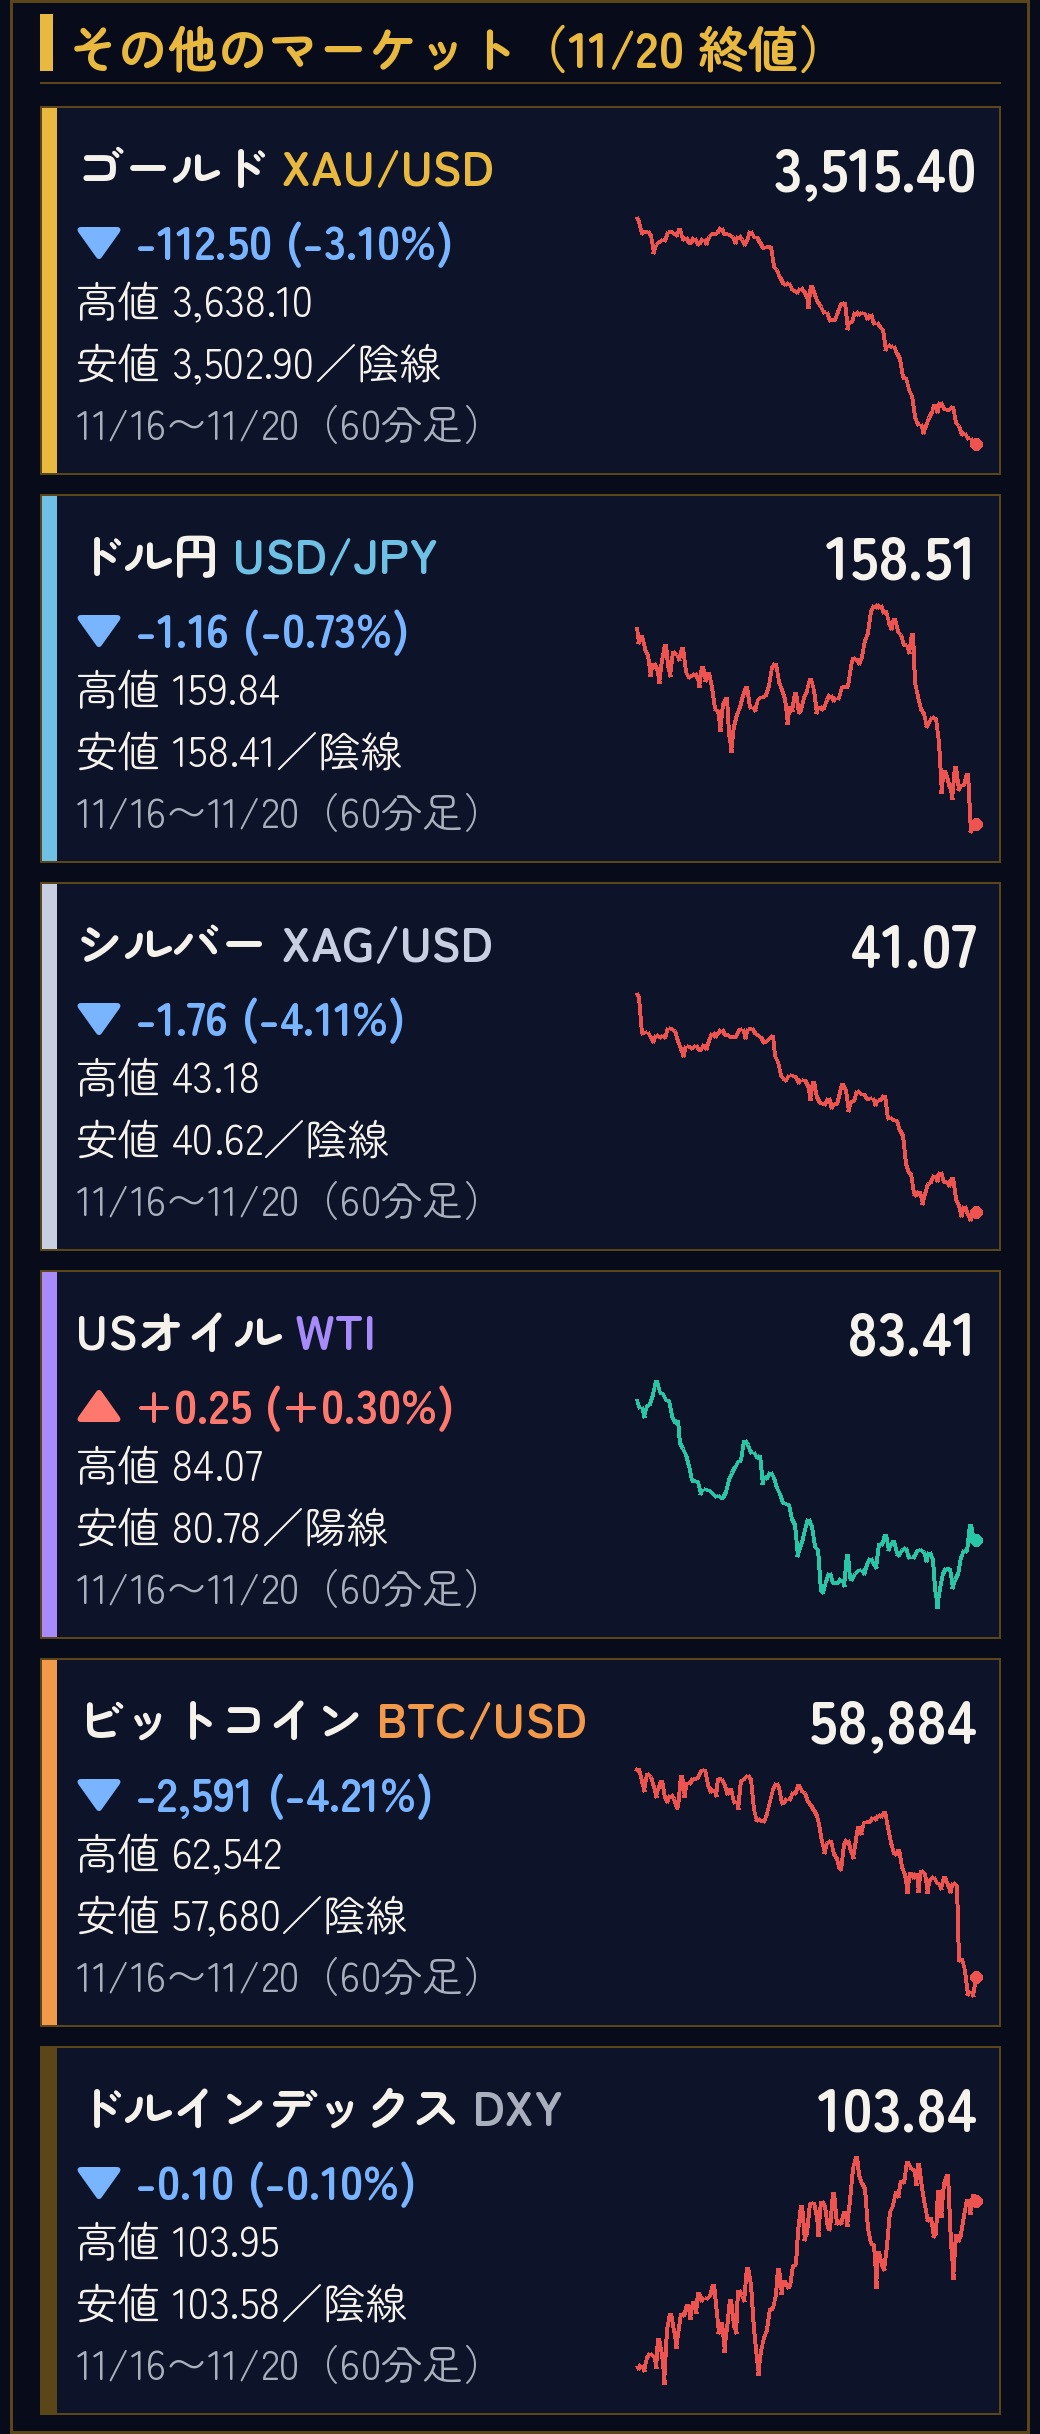 その他のマーケット（11/20 終値）
ゴールド XAU/USD 3,515.40
▼ -112.50 (-3.10%)
高値 3,638.10
安値 3,502.90／陰線
11/16〜11/20（60分足）
ドル円 USD/JPY 158.51
▼ -1.16 (-0.73%)
高値 159.84
安値 158.41／陰線
11/16〜11/20（60分足）
シルバー XAG/USD 41.07
▼ -1.76 (-4.11%)
高値 43.18
安値 40.62／陰線
11/16〜11/20（60分足）
USオイル WTI 83.41
▲ +0.25 (+0.30%)
高値 84.07
安値 80.78／陽線
11/16〜11/20（60分足）
ビットコイン BTC/USD 58,884
▼ -2,591 (-4.21%)
高値 62,542
安値 57,680／陰線
11/16〜11/20（60分足）
ドルインデックス DXY 103.84
▼ -0.10 (-0.10%)
高値 103.95
安値 103.58／陰線
11/16〜11/20（60分足）